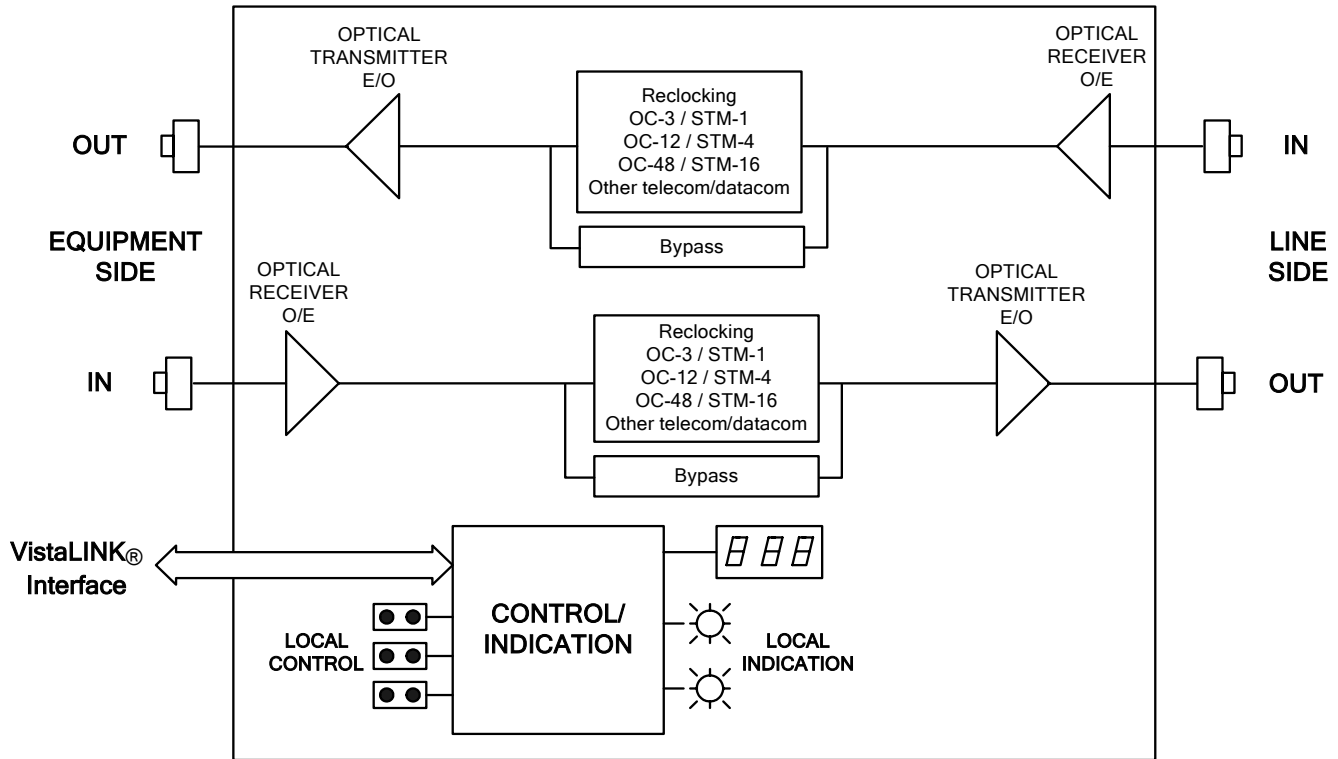 OPTICAL
TRANSMITTER
E/O
OPTICAL
RECEIVER
O/E
Reclocking
OC-3 / STM-1
OC-12 / STM-4
OC-48 / STM-16
Other telecom/datacom
OUT
IN
Bypass
EQUIPMENT
SIDE
LINE
SIDE
OPTICAL
RECEIVER
O/E
OPTICAL
TRANSMITTER
E/O
Reclocking
OC-3 / STM-1
OC-12 / STM-4
OC-48 / STM-16
Other telecom/datacom
IN
OUT
Bypass
VistaLINK®
Interface
8 88
CONTROL/
INDICATION
LOCAL
CONTROL
LOCAL
INDICATION